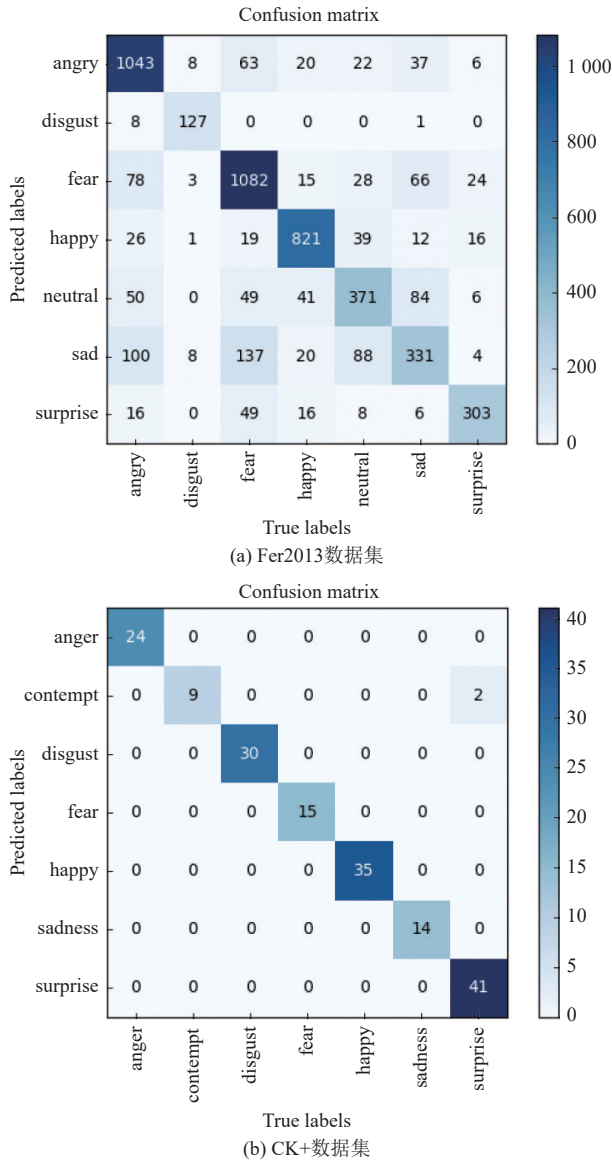 Confusion matrix
angry 1043 8 63 20 22 37 6
disgust 8 127 0 0 0 1 0
fear 78 3 1082 15 28 66 24
happy 26 1 19 821 39 12 16
neutral 50 0 49 41 371 84 6
sad 100 8 137 20 88 331 4
surprise 16 0 49 16 8 6 303
Predicted labels
angry disgust fear happy neutral sad surprise
True labels
1 000
800
600
400
200
0
(a) Fer2013数据集
Confusion matrix
anger 24 0 0 0 0 0 0
contempt 0 9 0 0 0 0 2
disgust 0 0 30 0 0 0 0
fear 0 0 0 15 0 0 0
happy 0 0 0 0 35 0 0
sadness 0 0 0 0 0 14 0
surprise 0 0 0 0 0 0 41
Predicted labels
anger contempt disgust fear happy sadness surprise
True labels
40
35
30
25
20
15
10
5
0
(b) CK+数据集